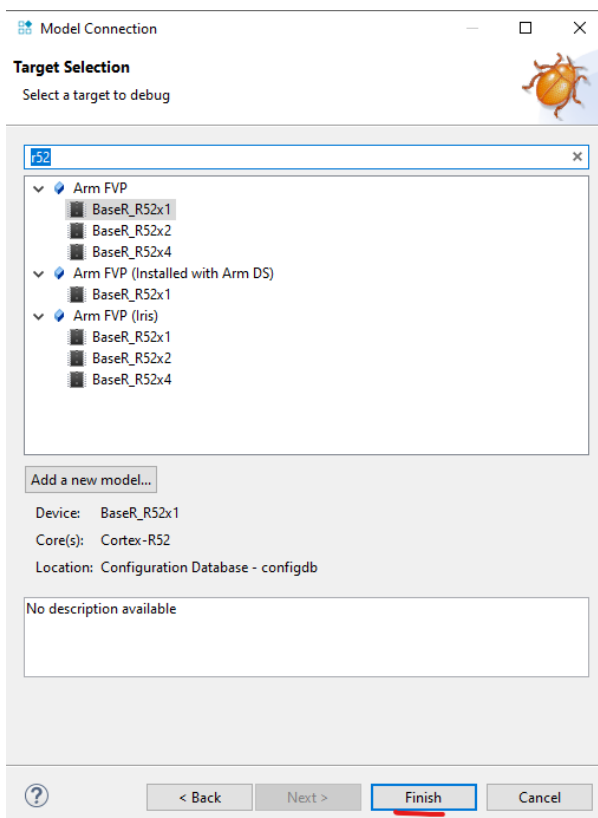 Model Connection
Target Selection
Select a target to debug
r52
Arm FVP
BaseR_R52x1
BaseR_R52x2
BaseR_R52x4
Arm FVP (Installed with Arm DS)
BaseR_R52x1
Arm FVP (Iris)
BaseR_R52x1
BaseR_R52x2
BaseR_R52x4
Add a new model...
Device: BaseR_R52x1
Core(s): Cortex-R52
Location: Configuration Database - configdb
No description available
? < Back Next > Finish Cancel